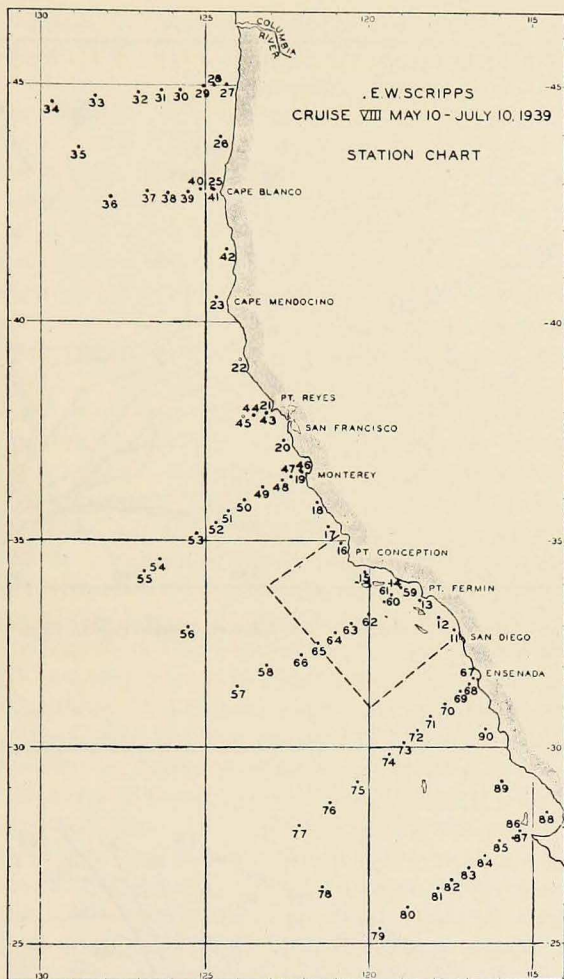 130 125 120 115
COLUMBIA
RIVER
45
.E.W. SCRIPPS
CRUISE VIII MAY 10 - JULY 10, 1939
STATION CHART
34 33 32 31 30 29 28 27
26
35
40 25
36 37 38 39 41 CAPE BLANCO
42
23 CAPE MENDOCINO
40 40
22
PT. REYES
44 21
45 43
SAN FRANCISCO
20
47 46
MONTEREY
19
48
49
50 18
51
52 17
53
35 35
16 PT. CONCEPTION
54
55
15 14
PT. FERMIN
61 59
60 13
62 12
56 63
64 11 SAN DIEGO
65
66
58 67 ENSENADA
68
57 69
70
71
72 90
73
30 30
74
75 89
76
86 88
77 87
85
84
83
78 82
81
80
79
25 25
130 125 120 115